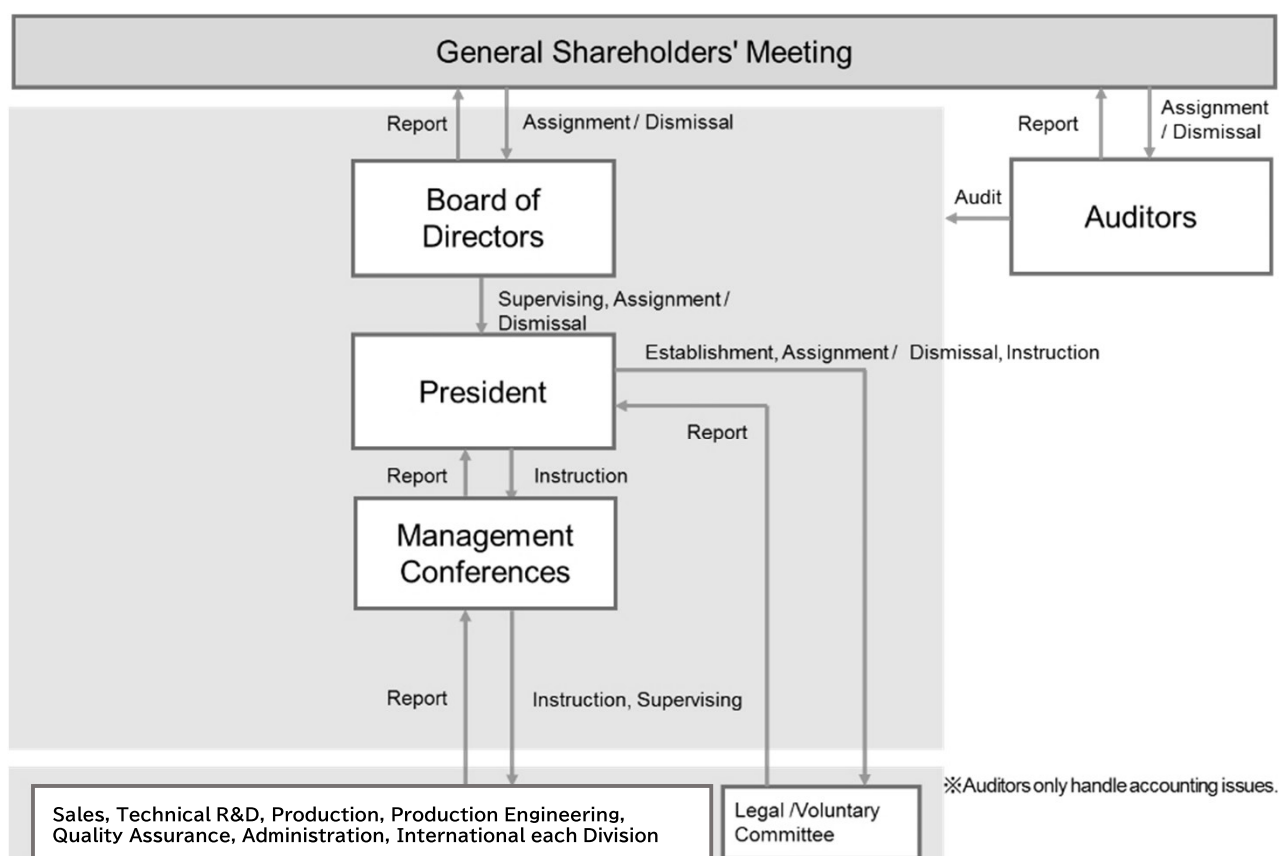 General Shareholders' Meeting
Report
Assignment / Dismissal
Report
Assignment
/ Dismissal
Board of
Directors
Audit
Auditors
Supervising, Assignment /
Dismissal
Establishment, Assignment / Dismissal, Instruction
President
Report
Report
Instruction
Management
Conferences
Report
Instruction, Supervising
※Auditors only handle accounting issues.
Sales, Technical R&D, Production, Production Engineering,
Quality Assurance, Administration, International each Division
Legal /Voluntary
Committee